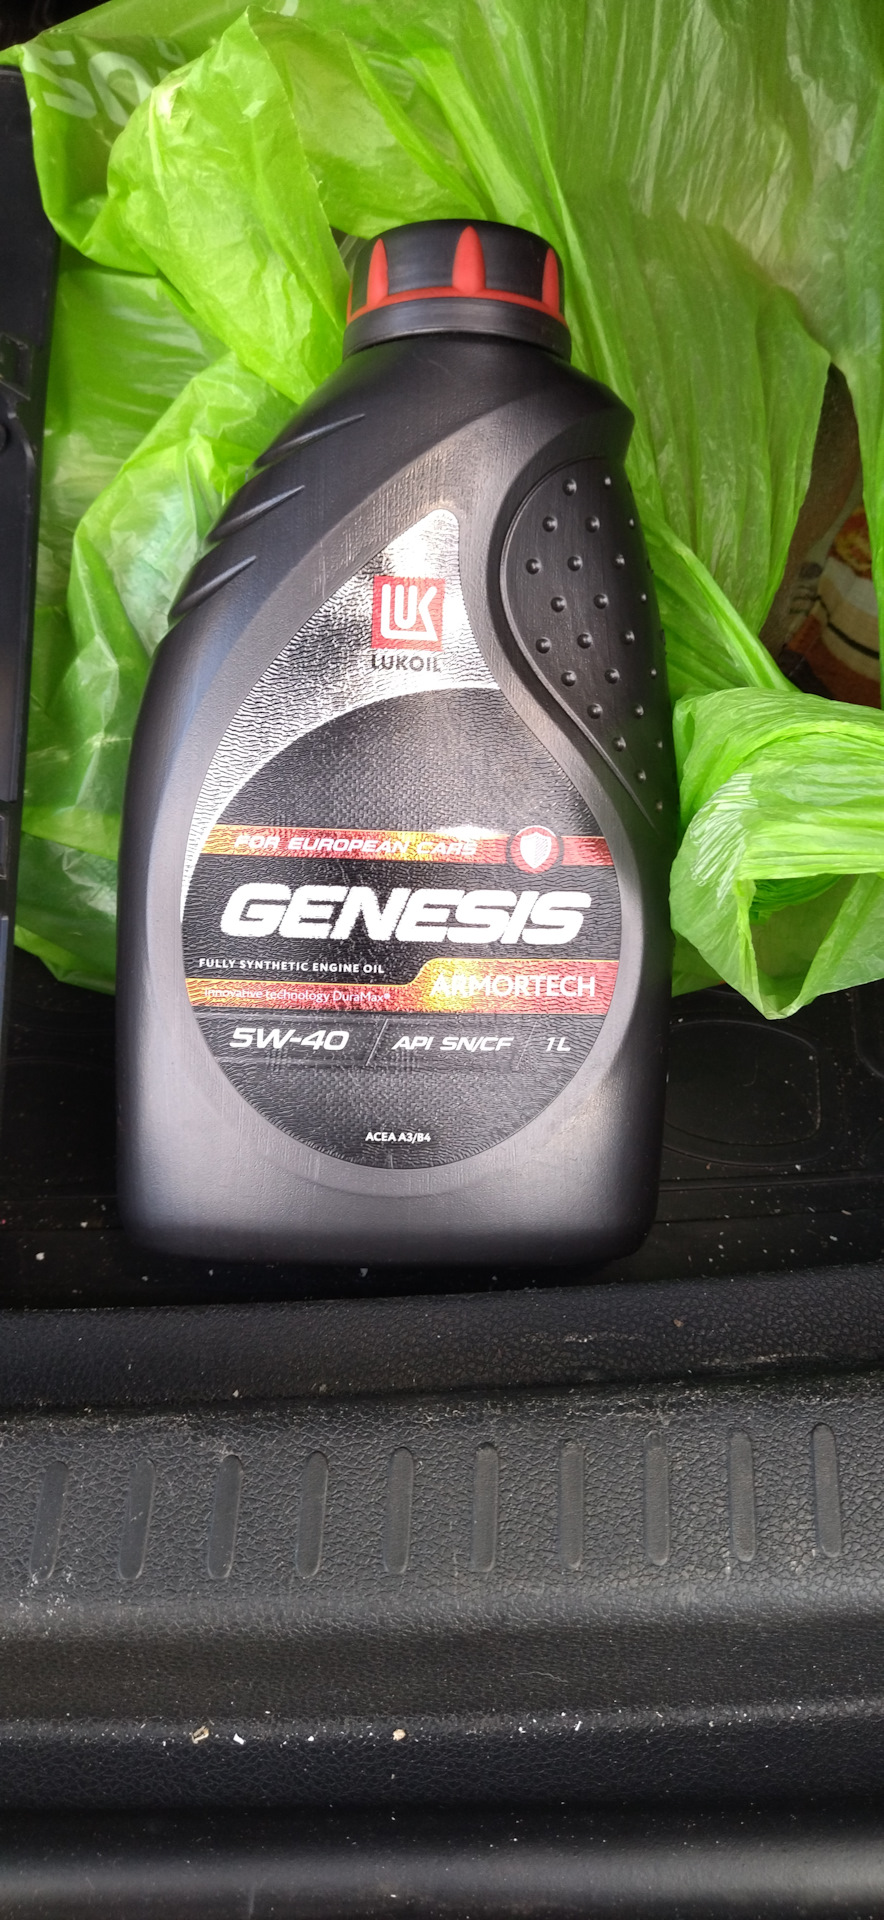 LUK
LUKOIL
FOR EUROPEAN CARS
GENESIS
FULLY SYNTHETIC ENGINE OIL
ARMORTECH
Innovative technology DuraMax®
5W-40 / API SN/CF / 1L
ACEA A3/B4